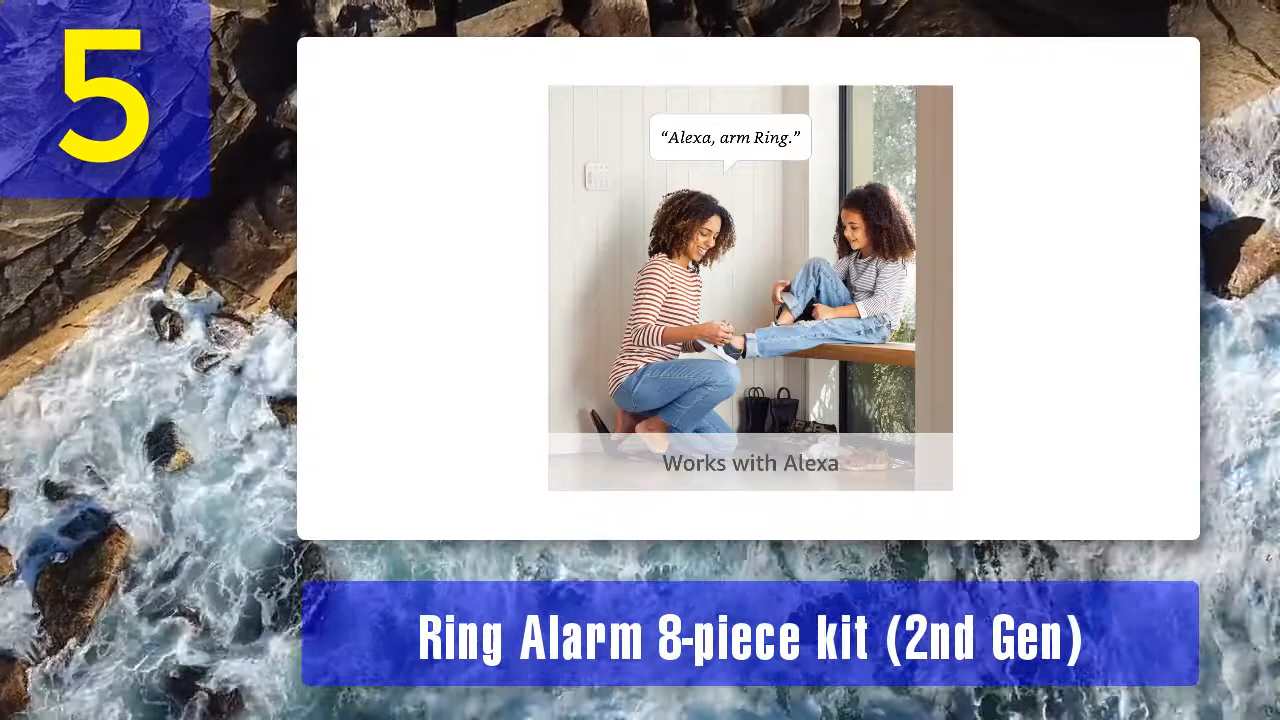 5
“Alexa, arm Ring.”
Works with Alexa
Ring Alarm 8-piece kit (2nd Gen)